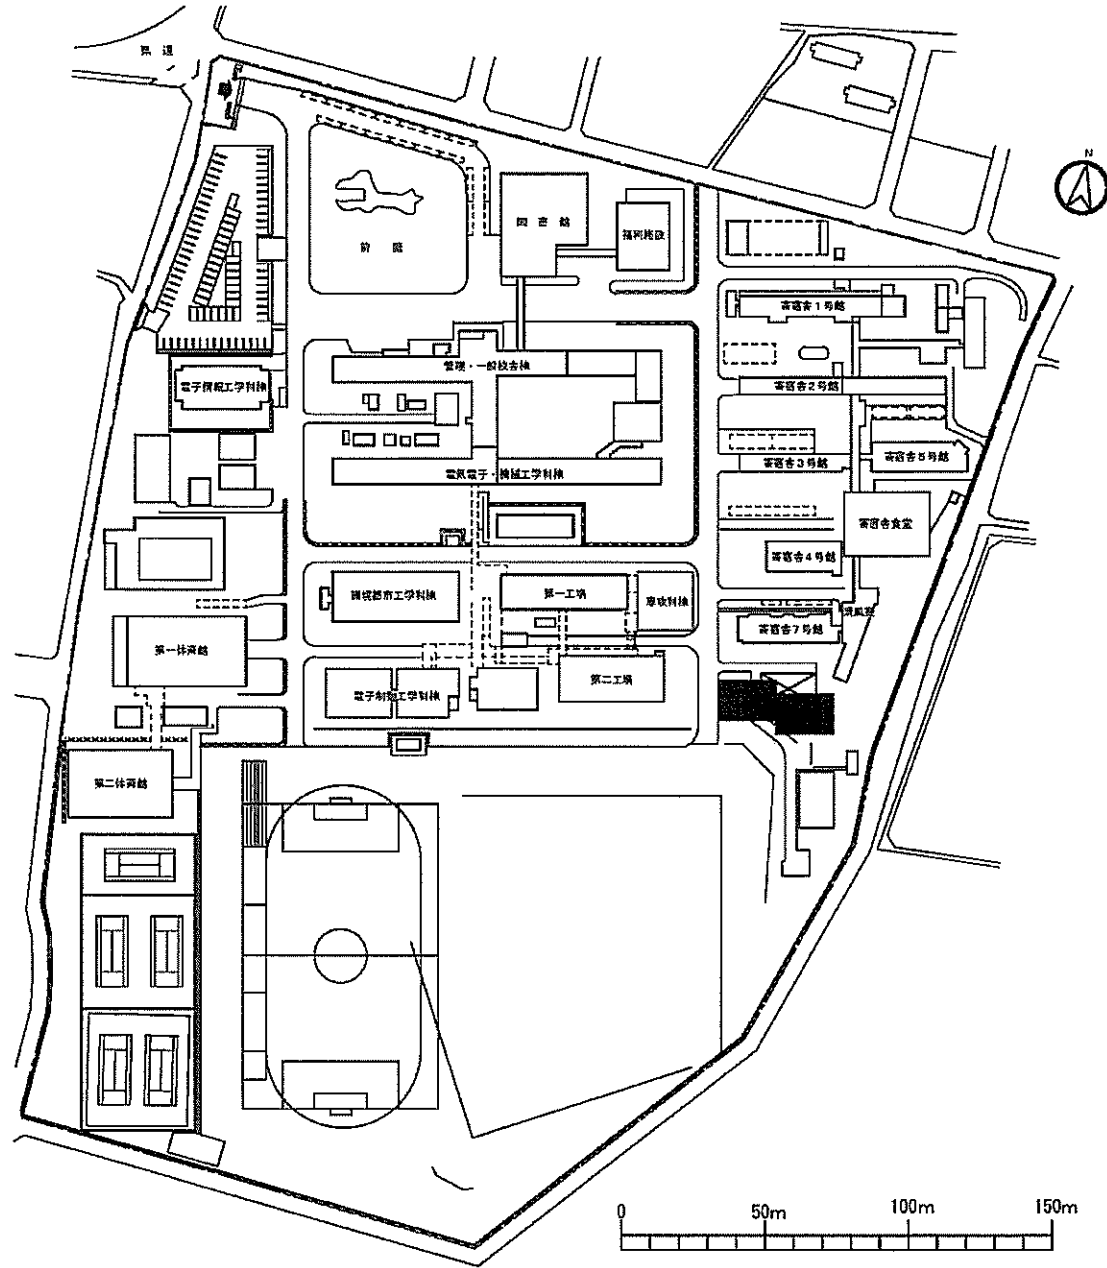 県道
N
図書館
福利施設
前庭
寄宿舎1号館
管理・一般校舎棟
電子情報工学科棟
寄宿舎2号館
寄宿舎3号館
寄宿舎5号館
電気電子・機械工学科棟
寄宿舎食堂
寄宿舎4号館
環境都市工学科棟
第一工場
専攻科棟
寄宿舎7号館
第一体育館
電子制御工学科棟
第二工場
第二体育館
0
50m
100m
150m